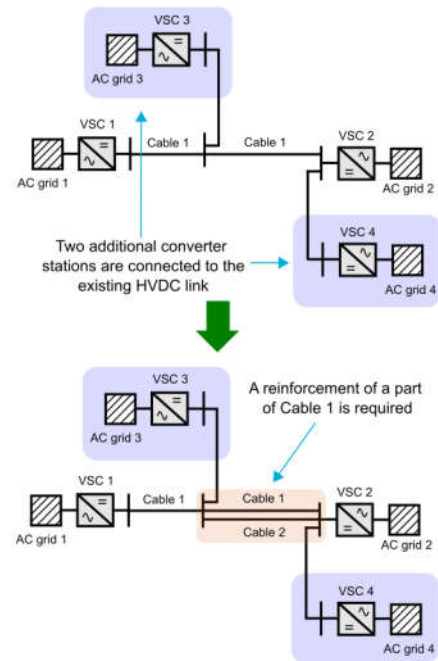 VSC 3
AC grid 3
VSC 1
Cable 1
Cable 1
VSC 2
AC grid 1
AC grid 2
VSC 4
Two additional converter
stations are connected to the
existing HVDC link
AC grid 4
VSC 3
A reinforcement of a part
of Cable 1 is required
AC grid 3
VSC 1
Cable 1
Cable 1
VSC 2
Cable 2
AC grid 1
AC grid 2
VSC 4
AC grid 4